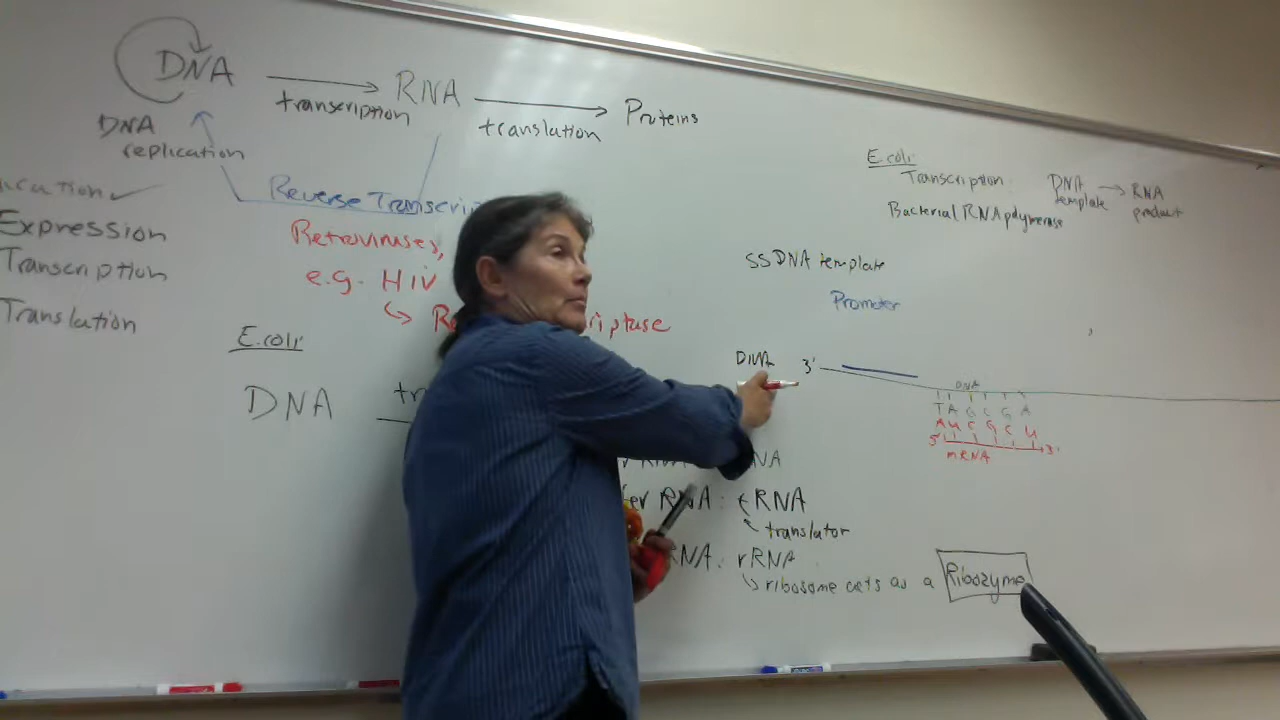 DNA
transcription
RNA
translation
Proteins
DNA
replication
Reverse
Retroviruses,
e.g. HIV
Expression
Transcription
Translation
E.coli
DNA
E.coli
Transcription
DNA
template
RNA
product
Bacterial RNA polymerase
ssDNA template
Promoter
DNA
3'
DNA
T A G C G A
A U C G C U
5'
3'
mRNA
RNA
tRNA
translator
RNA: rRNA
ribosome acts as a Ribozyme